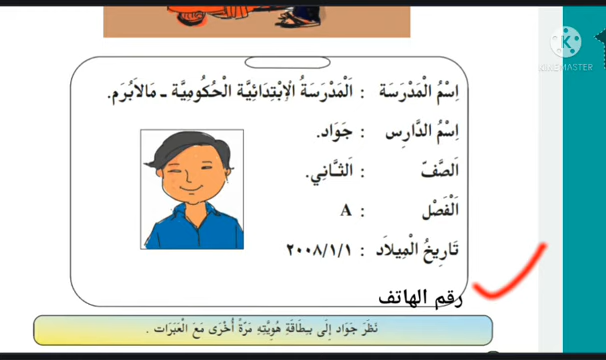 KINEMASTER
اِسْمُ الْمَدْرَسَة : اَلْمَدْرَسَةُ الْاِبْتِدَائِيَّة الْحُكُومِيَّة ـ مَالاَبُرَم.
اِسْمُ الدَّارِس : جَوَاد.
اَلصَّفّ : اَلثَّانِي.
اَلْفَصْل : A
تَارِيخُ الْمِيلاَد : ٢٠٠٨/١/١
رقم الهاتف
نَظَرَ جَوَاد إِلَى بِطَاقَةِ هُوِيَّتِهِ مَرَّةً أُخْرَى مَعَ الْعَبَرَات .